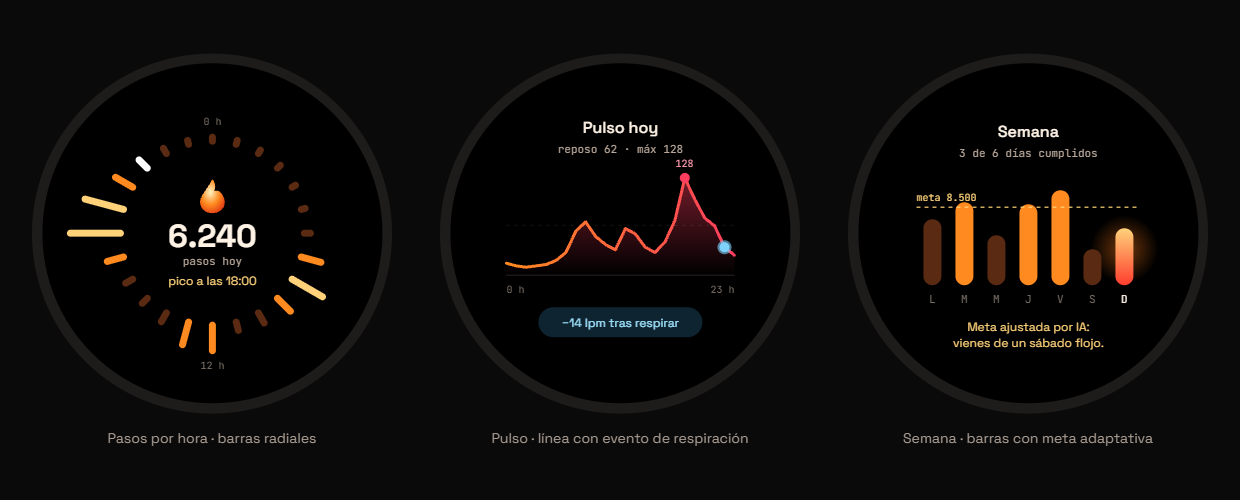 0 h
6.240
pasos hoy
pico a las 18:00
12 h
Pasos por hora · barras radiales
Pulso hoy
reposo 62 · máx 128
128
0 h
23 h
−14 lpm tras respirar
Pulso · línea con evento de respiración
Semana
3 de 6 días cumplidos
meta 8.500
L M M J V S D
Meta ajustada por IA:
vienes de un sábado flojo.
Semana · barras con meta adaptativa